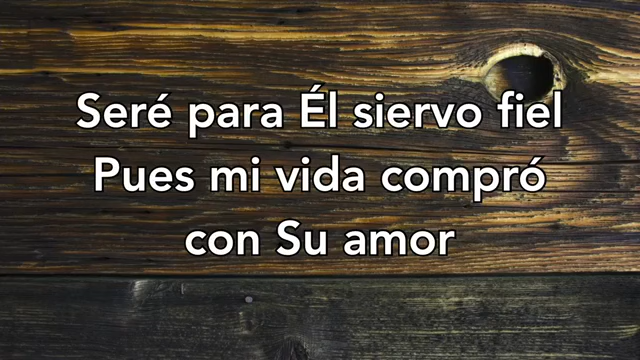 Seré para Él siervo fiel
Pues mi vida compró
con Su amor